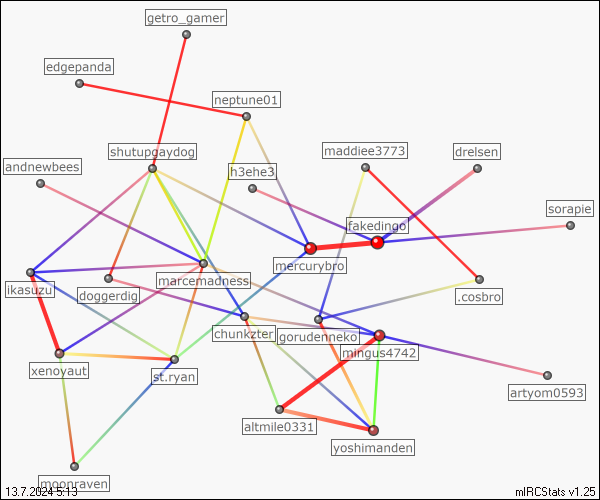 getro_gamer
edgepanda
neptune01
shutupgaydog
maddiee3773
drelsen
andnewbees
h3ehe3
sorapie
fakedingo
mercurybro
marcemadness
ikasuzu
doggerdig
.cosbro
chunkzter
gorudenneko
mingus4742
xenoyaut
st.ryan
artyom0593
altmile0331
yoshimanden
moonraven
13.7.2024 5:13
mIRCStats v1.25